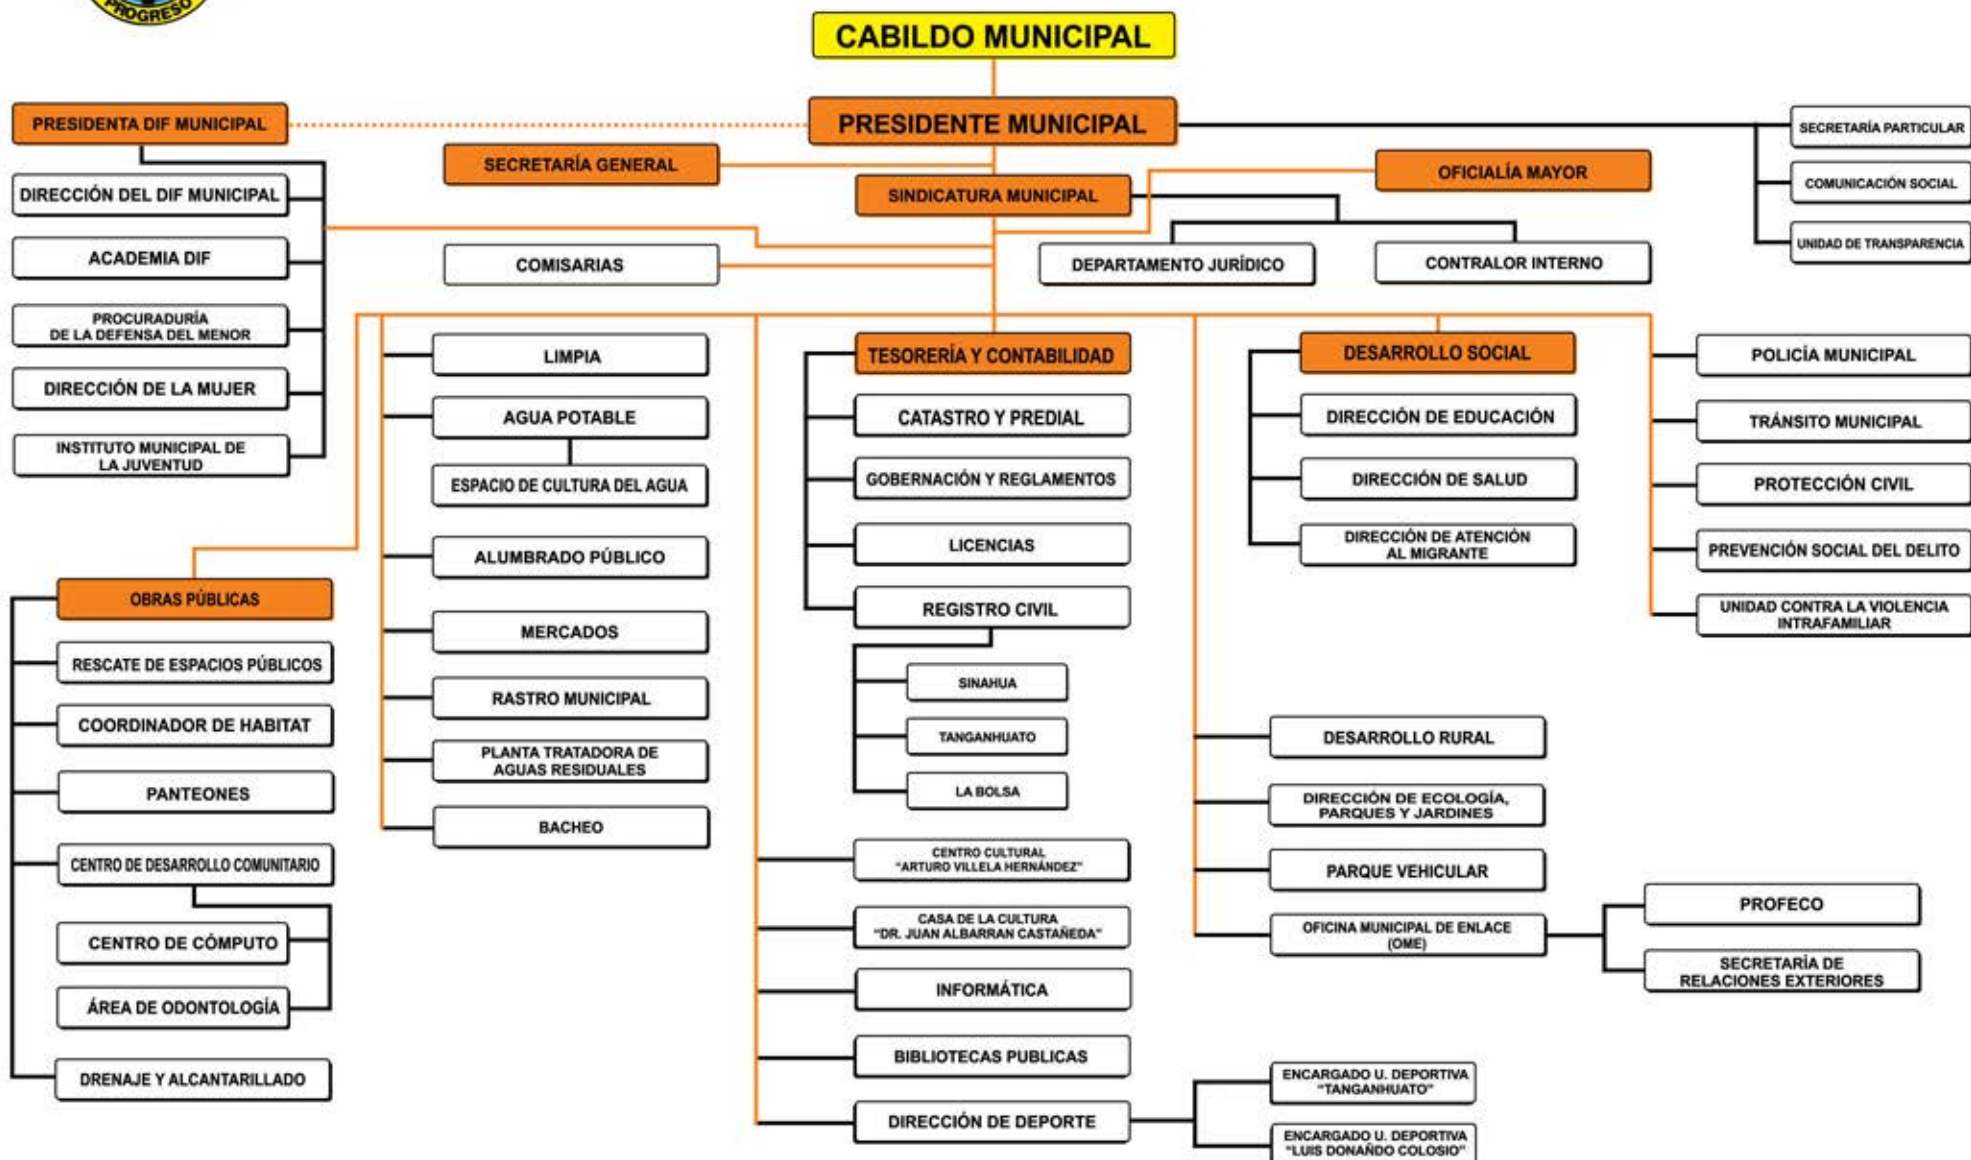 PROGRESO
CABILDO MUNICIPAL
PRESIDENTA DIF MUNICIPAL
PRESIDENTE MUNICIPAL
SECRETARÍA PARTICULAR
SECRETARÍA GENERAL
SINDICATURA MUNICIPAL
OFICIALÍA MAYOR
COMUNICACIÓN SOCIAL
UNIDAD DE TRANSPARENCIA
DIRECCIÓN DEL DIF MUNICIPAL
ACADEMIA DIF
PROCURADURÍA
DE LA DEFENSA DEL MENOR
DIRECCIÓN DE LA MUJER
INSTITUTO MUNICIPAL DE
LA JUVENTUD
COMISARIAS
DEPARTAMENTO JURÍDICO
CONTRALOR INTERNO
OBRAS PÚBLICAS
RESCATE DE ESPACIOS PÚBLICOS
COORDINADOR DE HABITAT
PANTEONES
CENTRO DE DESARROLLO COMUNITARIO
CENTRO DE CÓMPUTO
ÁREA DE ODONTOLOGÍA
DRENAJE Y ALCANTARILLADO
LIMPIA
AGUA POTABLE
ESPACIO DE CULTURA DEL AGUA
ALUMBRADO PÚBLICO
MERCADOS
RASTRO MUNICIPAL
PLANTA TRATADORA DE
AGUAS RESIDUALES
BACHEO
TESORERÍA Y CONTABILIDAD
CATASTRO Y PREDIAL
GOBERNACIÓN Y REGLAMENTOS
LICENCIAS
REGISTRO CIVIL
SINAHUA
TANGANHUATO
LA BOLSA
CENTRO CULTURAL
"ARTURO VILLELA HERNÁNDEZ"
CASA DE LA CULTURA
"DR. JUAN ALBARRAN CASTAÑEDA"
INFORMÁTICA
BIBLIOTECAS PUBLICAS
DIRECCIÓN DE DEPORTE
ENCARGADO U. DEPORTIVA
"TANGANHUATO"
ENCARGADO U. DEPORTIVA
"LUIS DONAÑDO COLOSIO"
DESARROLLO SOCIAL
DIRECCIÓN DE EDUCACIÓN
DIRECCIÓN DE SALUD
DIRECCIÓN DE ATENCIÓN
AL MIGRANTE
DESARROLLO RURAL
DIRECCIÓN DE ECOLOGÍA,
PARQUES Y JARDINES
PARQUE VEHICULAR
OFICINA MUNICIPAL DE ENLACE
(OME)
PROFECO
SECRETARÍA DE
RELACIONES EXTERIORES
POLICÍA MUNICIPAL
TRÁNSITO MUNICIPAL
PROTECCIÓN CIVIL
PREVENCIÓN SOCIAL DEL DELITO
UNIDAD CONTRA LA VIOLENCIA
INTRAFAMILIAR